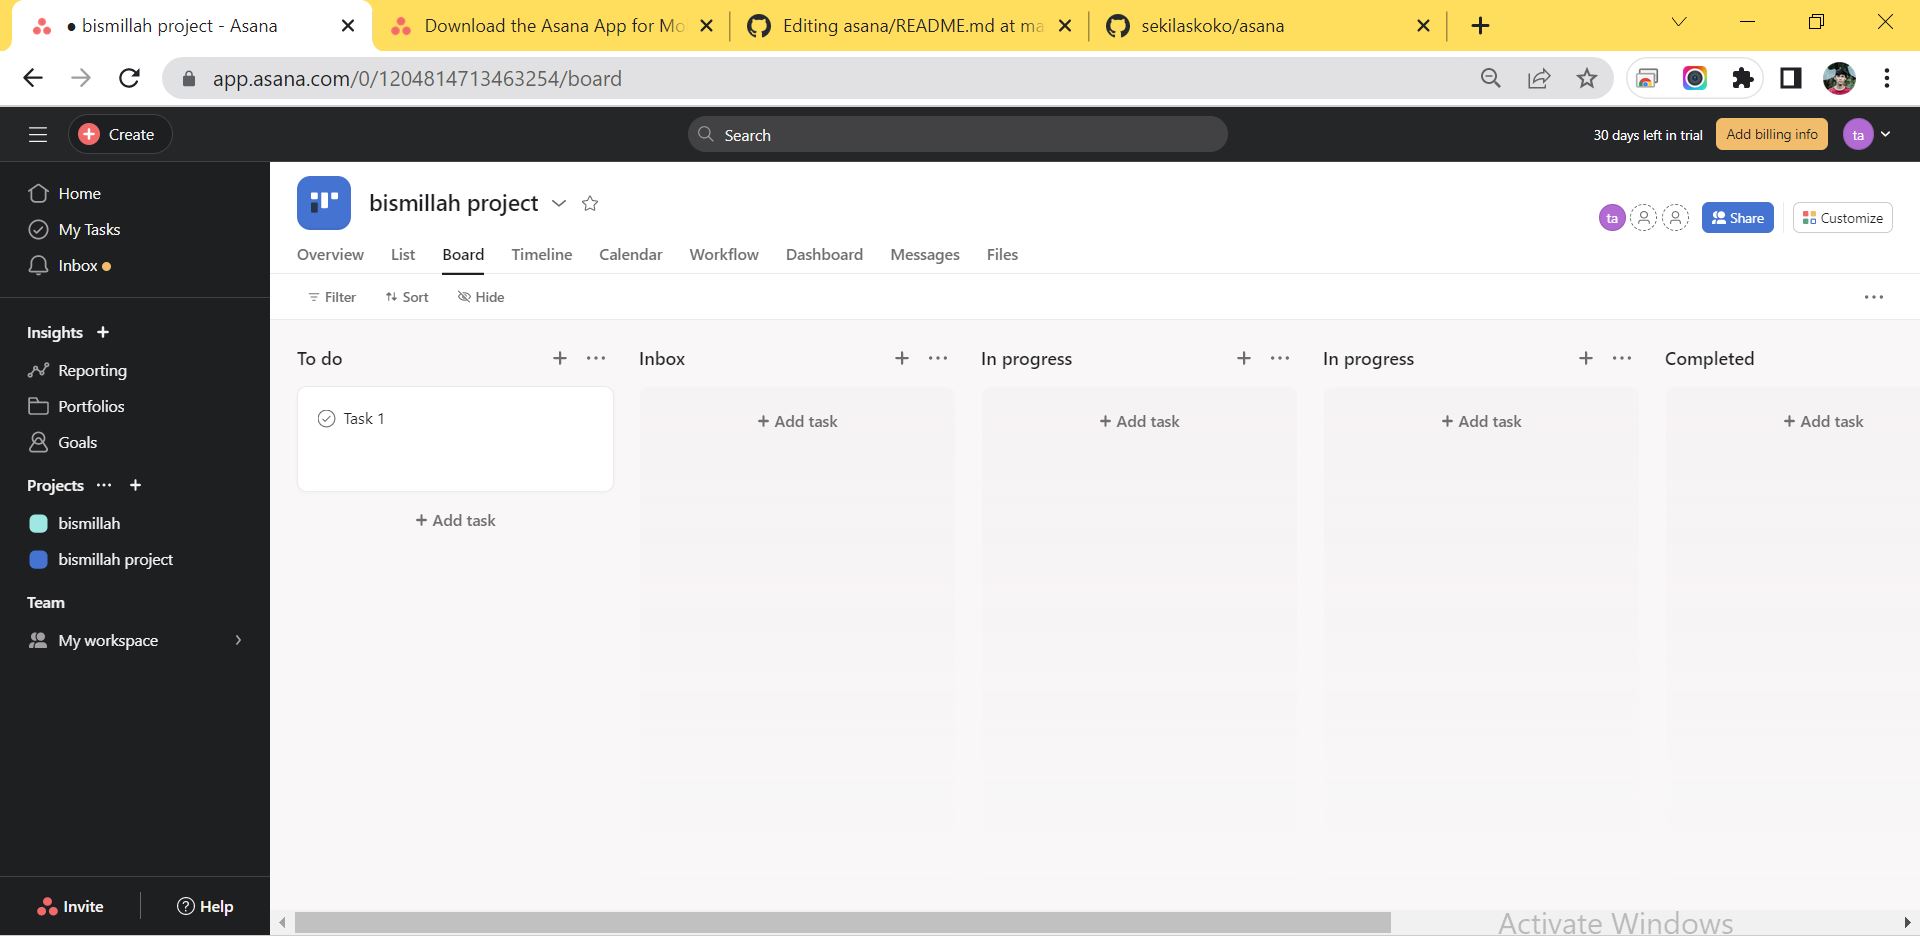 • bismillah project - Asana
Download the Asana App for Mo
Editing asana/README.md at ma
sekilaskoko/asana
app.asana.com/0/1204814713463254/board
Create
Search
30 days left in trial
Add billing info
ta
Home
My Tasks
Inbox
Insights
Reporting
Portfolios
Goals
Projects
bismillah
bismillah project
Team
My workspace
Invite
Help
bismillah project
ta
Share
Customize
Overview List Board Timeline Calendar Workflow Dashboard Messages Files
Filter Sort Hide
To do
Task 1
+ Add task
Inbox
+ Add task
In progress
+ Add task
In progress
+ Add task
Completed
+ Add task
Activate Windows